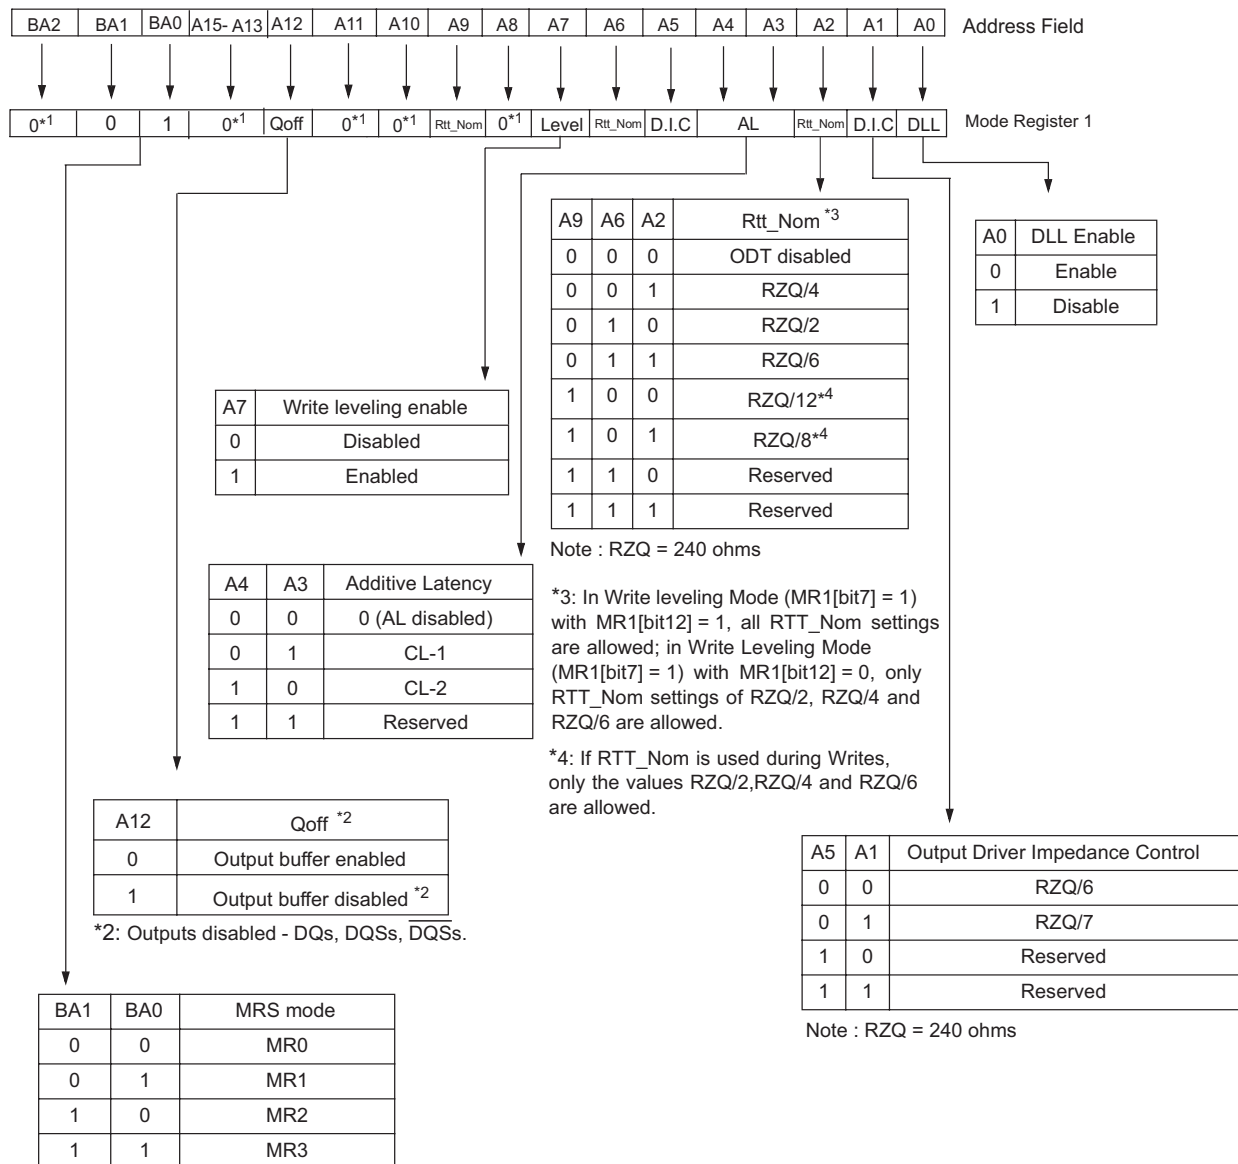 BA2 BA1 BA0 A15- A13 A12 A11 A10 A9 A8 A7 A6 A5 A4 A3 A2 A1 A0 Address Field
0*1 0 1 0*1 Qoff 0*1 0*1 Rtt_Nom 0*1 Level Rtt_Nom D.I.C AL Rtt_Nom D.I.C DLL Mode Register 1
A9 A6 A2 Rtt_Nom *3
0 0 0 ODT disabled
0 0 1 RZQ/4
0 1 0 RZQ/2
0 1 1 RZQ/6
1 0 0 RZQ/12*4
1 0 1 RZQ/8*4
1 1 0 Reserved
1 1 1 Reserved
Note : RZQ = 240 ohms
A0 DLL Enable
0 Enable
1 Disable
A7 Write leveling enable
0 Disabled
1 Enabled
A4 A3 Additive Latency
0 0 0 (AL disabled)
0 1 CL-1
1 0 CL-2
1 1 Reserved
*3: In Write leveling Mode (MR1[bit7] = 1)
with MR1[bit12] = 1, all RTT_Nom settings
are allowed; in Write Leveling Mode
(MR1[bit7] = 1) with MR1[bit12] = 0, only
RTT_Nom settings of RZQ/2, RZQ/4 and
RZQ/6 are allowed.
*4: If RTT_Nom is used during Writes,
only the values RZQ/2,RZQ/4 and RZQ/6
are allowed.
A12 Qoff *2
0 Output buffer enabled
1 Output buffer disabled *2
*2: Outputs disabled - DQs, DQSs, D̅Q̅S̅s.
A5 A1 Output Driver Impedance Control
0 0 RZQ/6
0 1 RZQ/7
1 0 Reserved
1 1 Reserved
Note : RZQ = 240 ohms
BA1 BA0 MRS mode
0 0 MR0
0 1 MR1
1 0 MR2
1 1 MR3